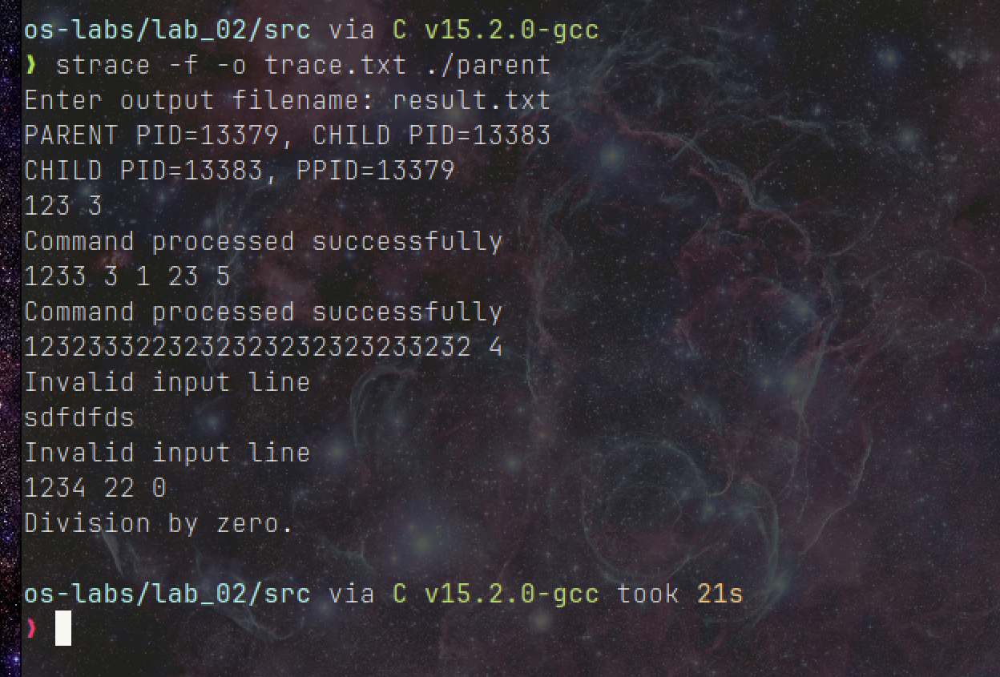 os-labs/lab_02/src via C v15.2.0-gcc
❯ strace -f -o trace.txt ./parent
Enter output filename: result.txt
PARENT PID=13379, CHILD PID=13383
CHILD PID=13383, PPID=13379
123 3
Command processed successfully
1233 3 1 23 5
Command processed successfully
1232333223232323232323233232 4
Invalid input line
sdfdfds
Invalid input line
1234 22 0
Division by zero.
os-labs/lab_02/src via C v15.2.0-gcc took 21s
❯